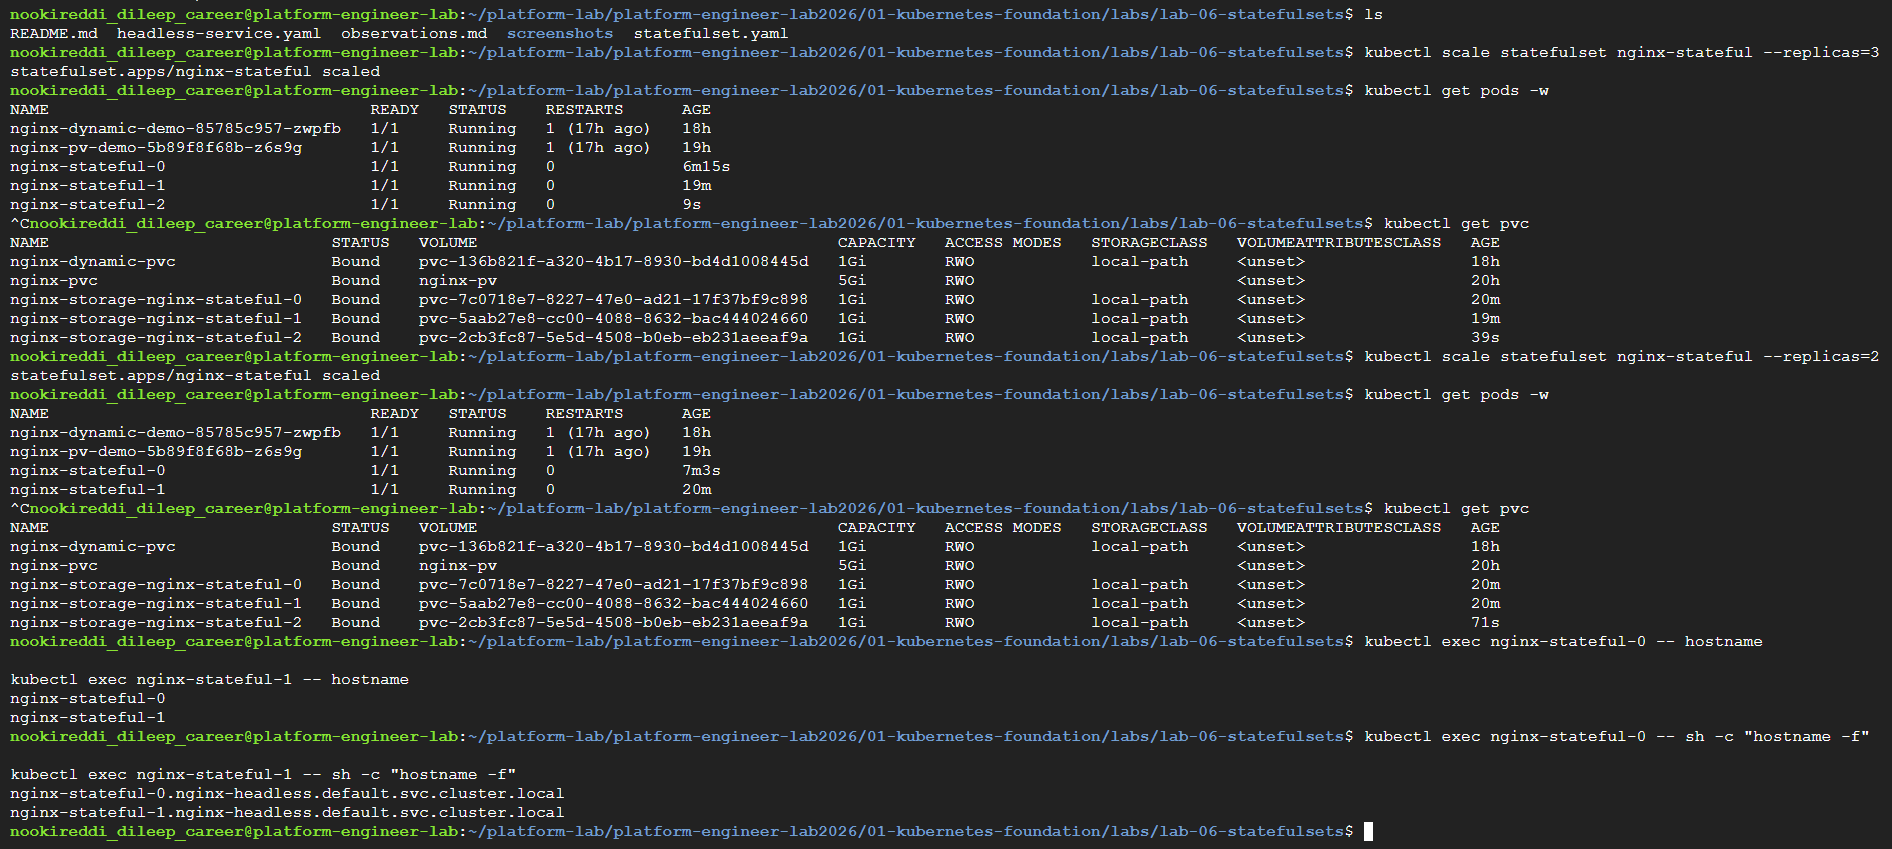 nookireddi_dileep_career@platform-engineer-lab:~/platform-lab/platform-engineer-lab2026/01-kubernetes-foundation/labs/lab-06-statefulsets$ ls
README.md  headless-service.yaml  observations.md  screenshots  statefulset.yaml
nookireddi_dileep_career@platform-engineer-lab:~/platform-lab/platform-engineer-lab2026/01-kubernetes-foundation/labs/lab-06-statefulsets$ kubectl scale statefulset nginx-stateful --replicas=3
statefulset.apps/nginx-stateful scaled
nookireddi_dileep_career@platform-engineer-lab:~/platform-lab/platform-engineer-lab2026/01-kubernetes-foundation/labs/lab-06-statefulsets$ kubectl get pods -w
NAME                                 READY   STATUS    RESTARTS      AGE
nginx-dynamic-demo-85785c957-zwpfb   1/1     Running   1 (17h ago)   18h
nginx-pv-demo-5b89f8f68b-z6s9g       1/1     Running   1 (17h ago)   19h
nginx-stateful-0                     1/1     Running   0             6m15s
nginx-stateful-1                     1/1     Running   0             19m
nginx-stateful-2                     1/1     Running   0             9s
^Cnookireddi_dileep_career@platform-engineer-lab:~/platform-lab/platform-engineer-lab2026/01-kubernetes-foundation/labs/lab-06-statefulsets$ kubectl get pvc
NAME                             STATUS   VOLUME                                     CAPACITY   ACCESS MODES   STORAGECLASS   VOLUMEATTRIBUTESCLASS   AGE
nginx-dynamic-pvc                Bound    pvc-136b821f-a320-4b17-8930-bd4d1008445d   1Gi        RWO            local-path     <unset>                 18h
nginx-pvc                        Bound    nginx-pv                                   5Gi        RWO                           <unset>                 20h
nginx-storage-nginx-stateful-0   Bound    pvc-7c0718e7-8227-47e0-ad21-17f37bf9c898   1Gi        RWO            local-path     <unset>                 20m
nginx-storage-nginx-stateful-1   Bound    pvc-5aab27e8-cc00-4088-8632-bac444024660   1Gi        RWO            local-path     <unset>                 19m
nginx-storage-nginx-stateful-2   Bound    pvc-2cb3fc87-5e5d-4508-b0eb-eb231aeeaf9a   1Gi        RWO            local-path     <unset>                 39s
nookireddi_dileep_career@platform-engineer-lab:~/platform-lab/platform-engineer-lab2026/01-kubernetes-foundation/labs/lab-06-statefulsets$ kubectl scale statefulset nginx-stateful --replicas=2
statefulset.apps/nginx-stateful scaled
nookireddi_dileep_career@platform-engineer-lab:~/platform-lab/platform-engineer-lab2026/01-kubernetes-foundation/labs/lab-06-statefulsets$ kubectl get pods -w
NAME                                 READY   STATUS    RESTARTS      AGE
nginx-dynamic-demo-85785c957-zwpfb   1/1     Running   1 (17h ago)   18h
nginx-pv-demo-5b89f8f68b-z6s9g       1/1     Running   1 (17h ago)   19h
nginx-stateful-0                     1/1     Running   0             7m3s
nginx-stateful-1                     1/1     Running   0             20m
^Cnookireddi_dileep_career@platform-engineer-lab:~/platform-lab/platform-engineer-lab2026/01-kubernetes-foundation/labs/lab-06-statefulsets$ kubectl get pvc
NAME                             STATUS   VOLUME                                     CAPACITY   ACCESS MODES   STORAGECLASS   VOLUMEATTRIBUTESCLASS   AGE
nginx-dynamic-pvc                Bound    pvc-136b821f-a320-4b17-8930-bd4d1008445d   1Gi        RWO            local-path     <unset>                 18h
nginx-pvc                        Bound    nginx-pv                                   5Gi        RWO                           <unset>                 20h
nginx-storage-nginx-stateful-0   Bound    pvc-7c0718e7-8227-47e0-ad21-17f37bf9c898   1Gi        RWO            local-path     <unset>                 20m
nginx-storage-nginx-stateful-1   Bound    pvc-5aab27e8-cc00-4088-8632-bac444024660   1Gi        RWO            local-path     <unset>                 20m
nginx-storage-nginx-stateful-2   Bound    pvc-2cb3fc87-5e5d-4508-b0eb-eb231aeeaf9a   1Gi        RWO            local-path     <unset>                 71s
nookireddi_dileep_career@platform-engineer-lab:~/platform-lab/platform-engineer-lab2026/01-kubernetes-foundation/labs/lab-06-statefulsets$ kubectl exec nginx-stateful-0 -- hostname
kubectl exec nginx-stateful-1 -- hostname
nginx-stateful-0
nginx-stateful-1
nookireddi_dileep_career@platform-engineer-lab:~/platform-lab/platform-engineer-lab2026/01-kubernetes-foundation/labs/lab-06-statefulsets$ kubectl exec nginx-stateful-0 -- sh -c "hostname -f"
kubectl exec nginx-stateful-1 -- sh -c "hostname -f"
nginx-stateful-0.nginx-headless.default.svc.cluster.local
nginx-stateful-1.nginx-headless.default.svc.cluster.local
nookireddi_dileep_career@platform-engineer-lab:~/platform-lab/platform-engineer-lab2026/01-kubernetes-foundation/labs/lab-06-statefulsets$